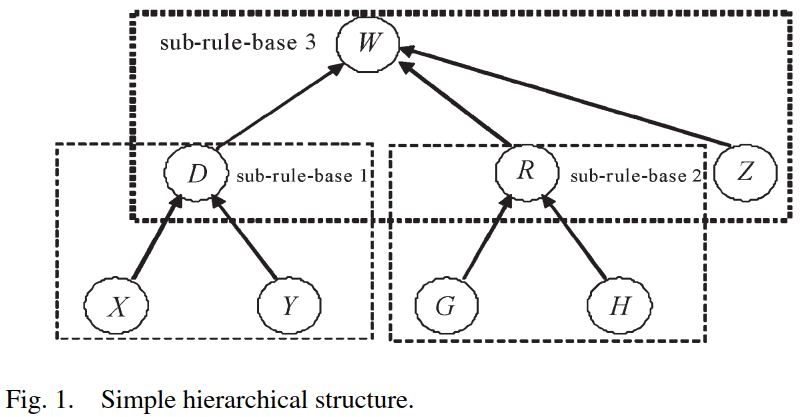 sub-rule-base 3 W
D sub-rule-base 1 R sub-rule-base 2 Z
X Y G H
Fig. 1. Simple hierarchical structure.